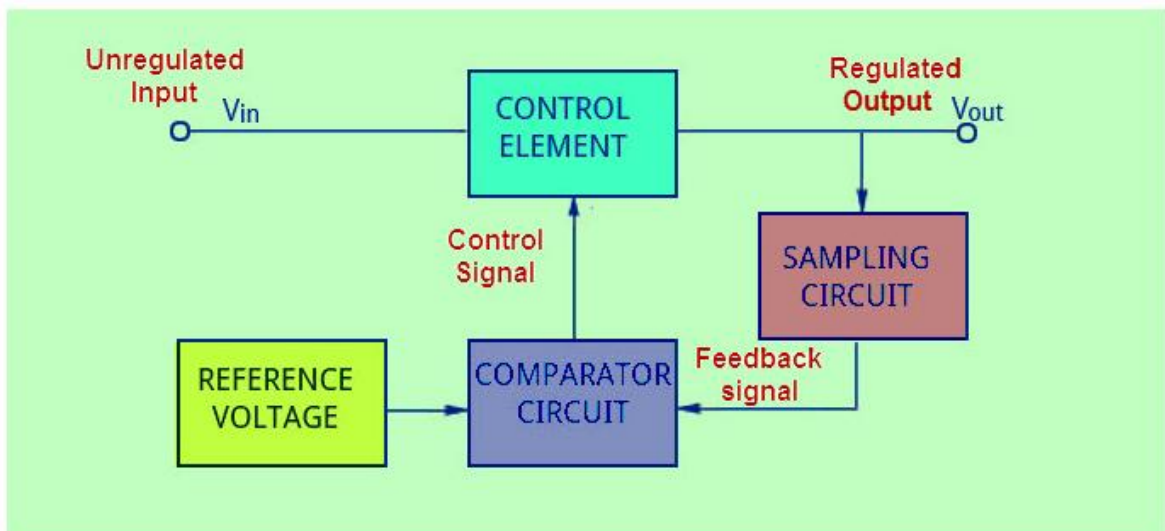 Unregulated
Input
Vin
CONTROL
ELEMENT
Regulated
Output
Vout
Control
Signal
SAMPLING
CIRCUIT
REFERENCE
VOLTAGE
COMPARATOR
CIRCUIT
Feedback
signal